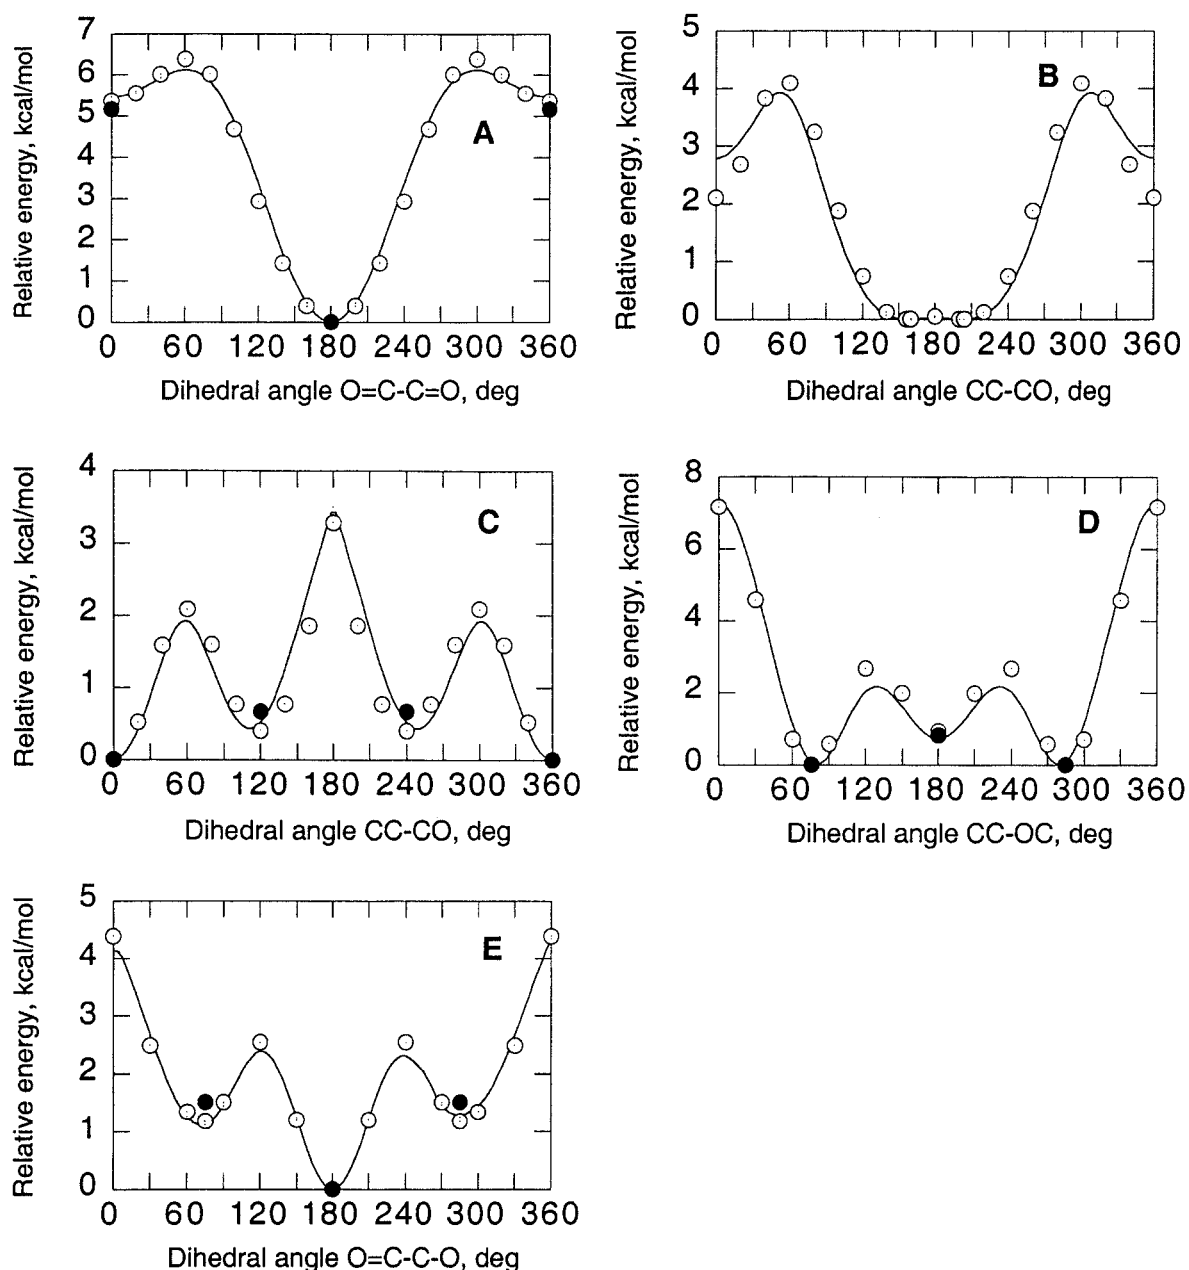 7
6
5
4
3
2
1
0
0 60 120 180 240 300 360
Relative energy, kcal/mol
A
Dihedral angle O=C-C=O, deg
5
4
3
2
1
0
0 60 120 180 240 300 360
Relative energy, kcal/mol
B
Dihedral angle CC-CO, deg
4
3
2
1
0
0 60 120 180 240 300 360
Relative energy, kcal/mol
C
Dihedral angle CC-CO, deg
8
6
4
2
0
0 60 120 180 240 300 360
Relative energy, kcal/mol
D
Dihedral angle CC-OC, deg
5
4
3
2
1
0
0 60 120 180 240 300 360
Relative energy, kcal/mol
E
Dihedral angle O=C-C-O, deg